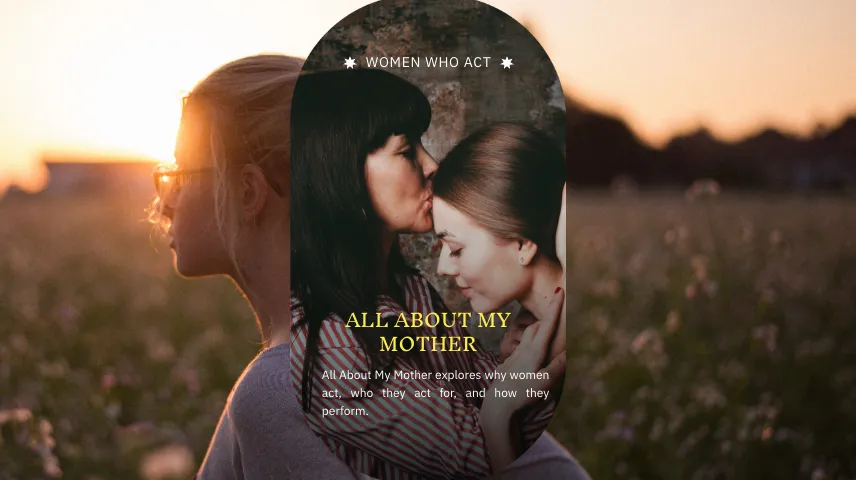 WOMEN WHO ACT
ALL ABOUT MY
MOTHER
All About My Mother explores why women
act, who they act for, and how they
perform.